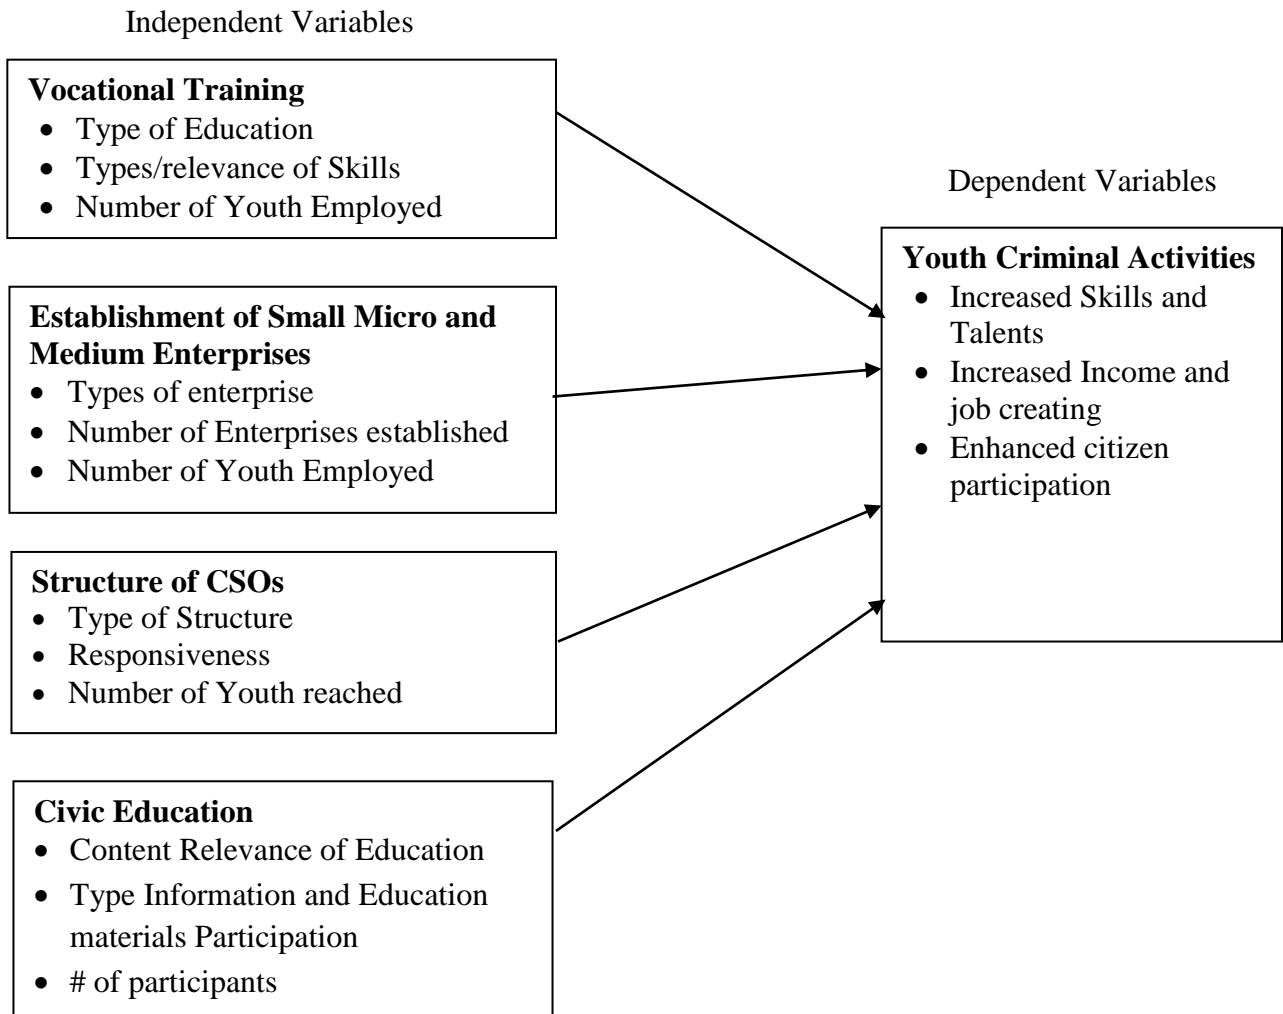 Independent Variables
Vocational Training
• Type of Education
• Types/relevance of Skills
• Number of Youth Employed
Establishment of Small Micro and
Medium Enterprises
• Types of enterprise
• Number of Enterprises established
• Number of Youth Employed
Structure of CSOs
• Type of Structure
• Responsiveness
• Number of Youth reached
Civic Education
• Content Relevance of Education
• Type Information and Education
materials Participation
• # of participants
Dependent Variables
Youth Criminal Activities
• Increased Skills and
Talents
• Increased Income and
job creating
• Enhanced citizen
participation